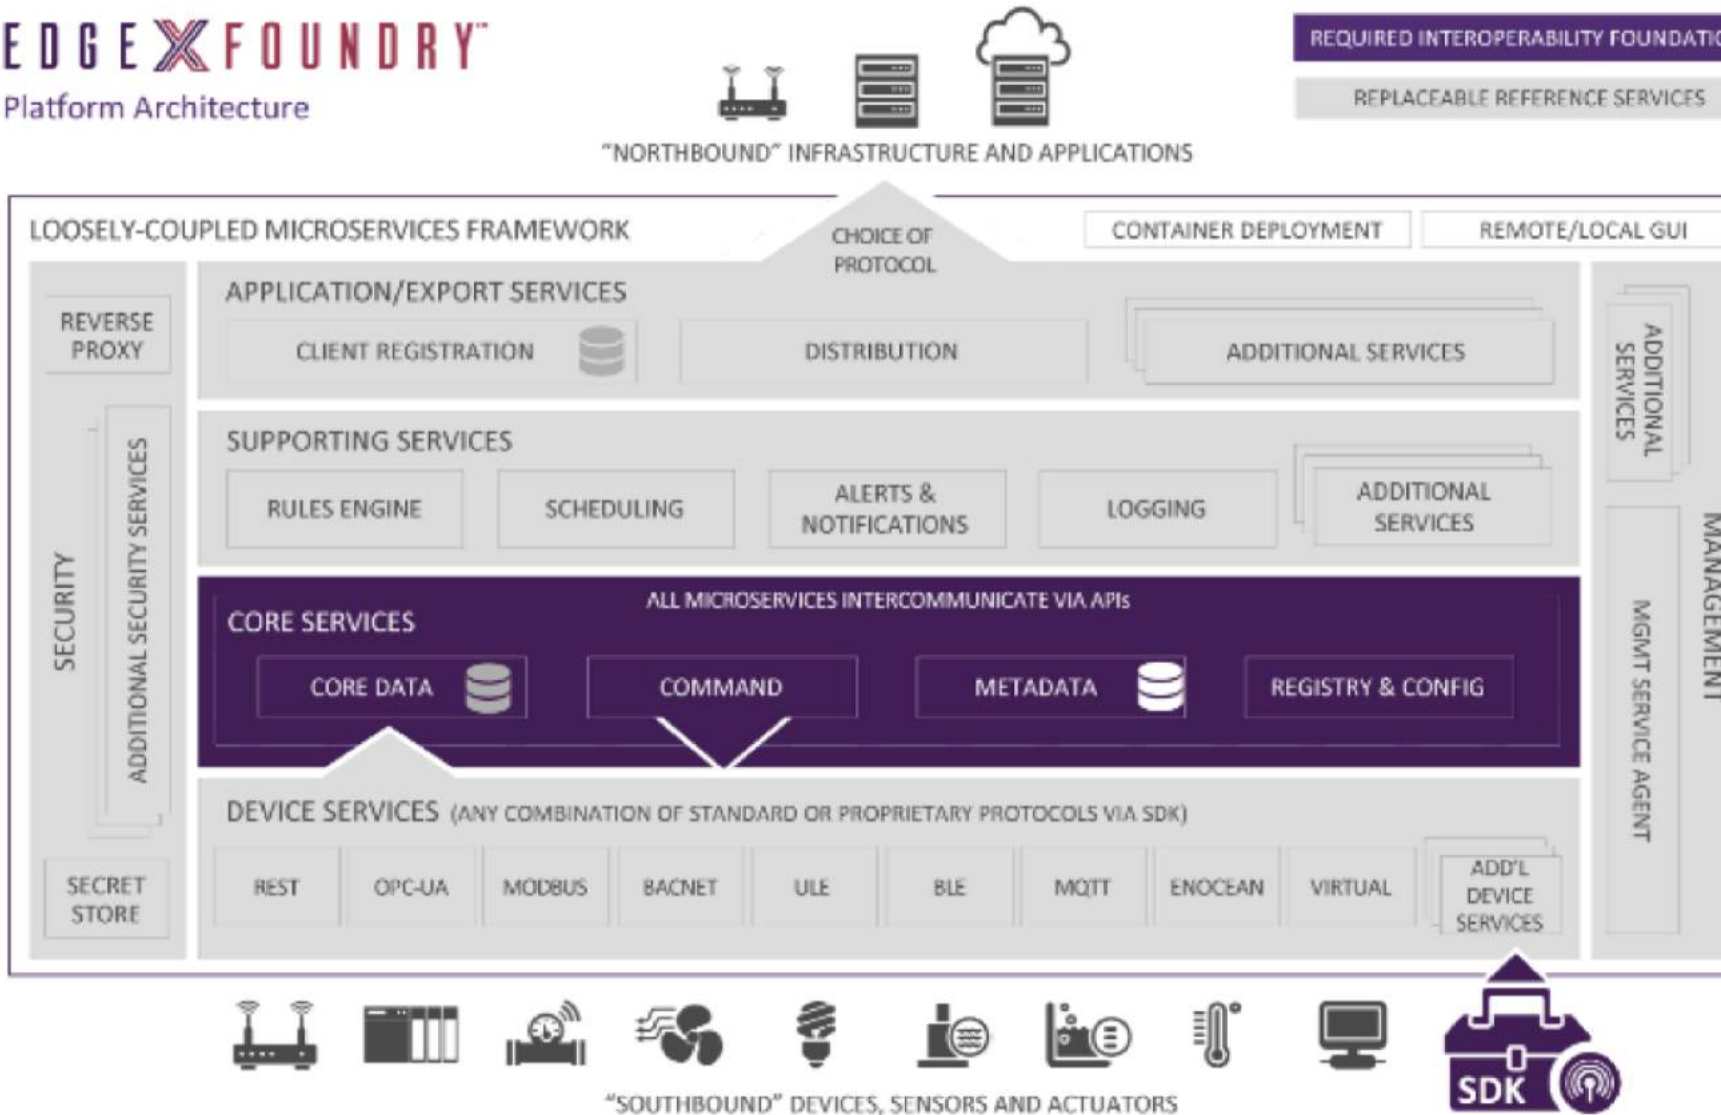 EDGE X FOUNDRY™
Platform Architecture
REQUIRED INTEROPERABILITY FOUNDATIO
REPLACEABLE REFERENCE SERVICES
“NORTHBOUND” INFRASTRUCTURE AND APPLICATIONS
LOOSELY-COUPLED MICROSERVICES FRAMEWORK
CHOICE OF
PROTOCOL
CONTAINER DEPLOYMENT
REMOTE/LOCAL GUI
APPLICATION/EXPORT SERVICES
CLIENT REGISTRATION
DISTRIBUTION
ADDITIONAL SERVICES
SUPPORTING SERVICES
RULES ENGINE
SCHEDULING
ALERTS &
NOTIFICATIONS
LOGGING
ADDITIONAL
SERVICES
ALL MICROSERVICES INTERCOMMUNICATE VIA APIs
CORE SERVICES
CORE DATA
COMMAND
METADATA
REGISTRY & CONFIG
DEVICE SERVICES (ANY COMBINATION OF STANDARD OR PROPRIETARY PROTOCOLS VIA SDK)
REST
OPC-UA
MODBUS
BACNET
ULE
BLE
MQTT
ENOCEAN
VIRTUAL
ADD'L
DEVICE
SERVICES
REVERSE
PROXY
SECURITY
ADDITIONAL SECURITY SERVICES
SECRET
STORE
ADDITIONAL
SERVICES
MANAGEMENT
MGMT SERVICE AGENT
SDK
“SOUTHBOUND” DEVICES, SENSORS AND ACTUATORS